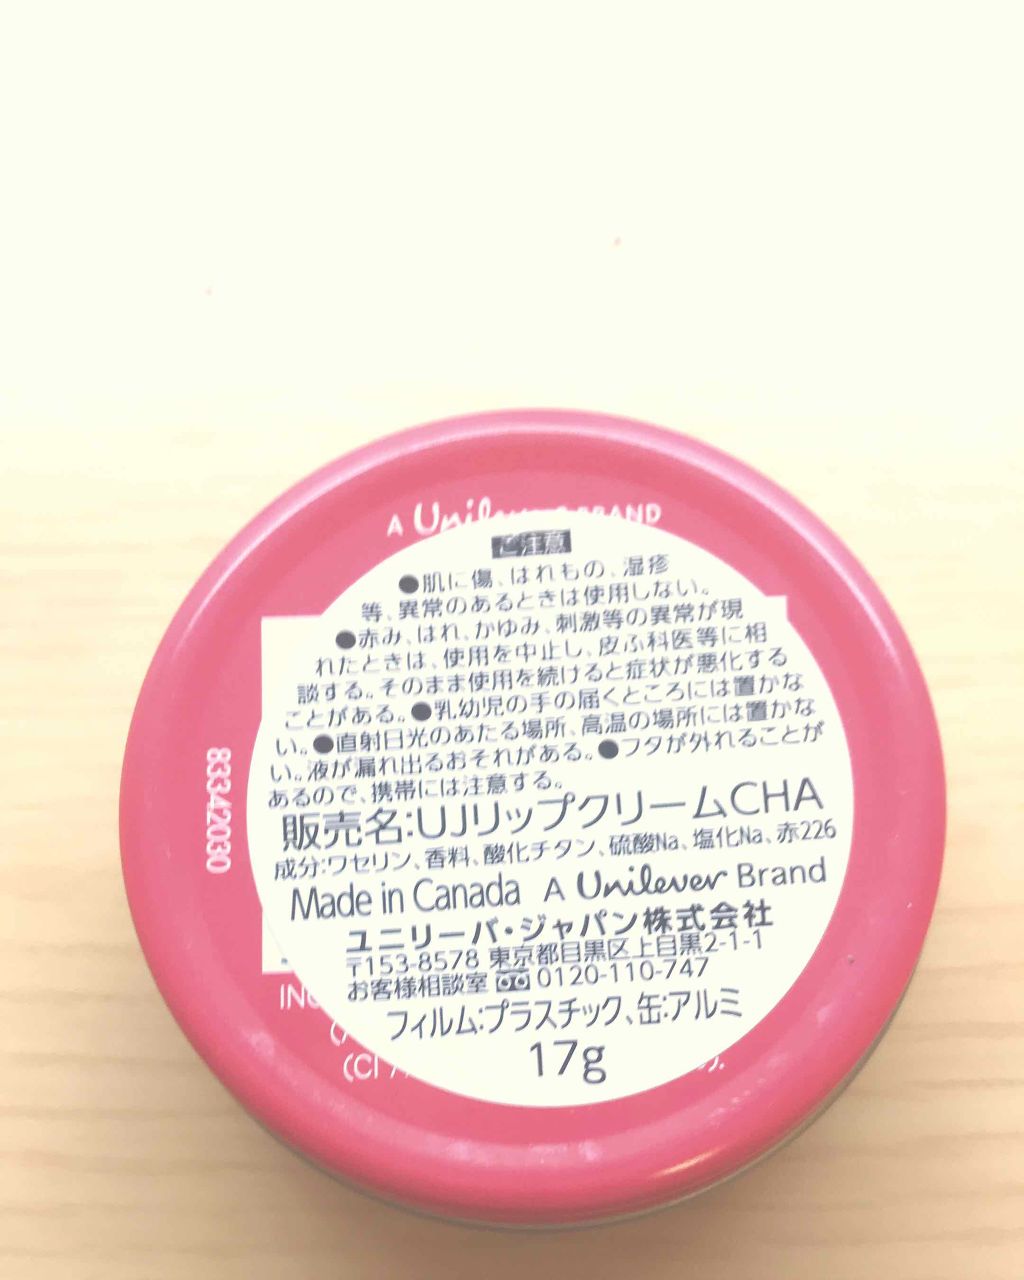 A Unilever BRAND
ご注意
●肌に傷、はれもの、湿疹
等、異常のあるときは使用しない。
●赤み、はれ、かゆみ、刺激等の異常が現
れたときは、使用を中止し、皮ふ科医等に相
談する。そのまま使用を続けると症状が悪化する
ことがある。●乳幼児の手の届くところには置かな
い。●直射日光のあたる場所、高温の場所には置かな
い。液が漏れ出るおそれがある。●フタが外れることが
あるので、携帯には注意する。
販売名:UJリップクリームCHA
成分:ワセリン、香料、酸化チタン、硫酸Na、塩化Na、赤226
Made in Canada A Unilever Brand
ユニリーバ・ジャパン株式会社
〒153-8578 東京都目黒区上目黒2-1-1
お客様相談室 0120-110-747
フィルム:プラスチック、缶:アルミ
17g
83342030
(CI